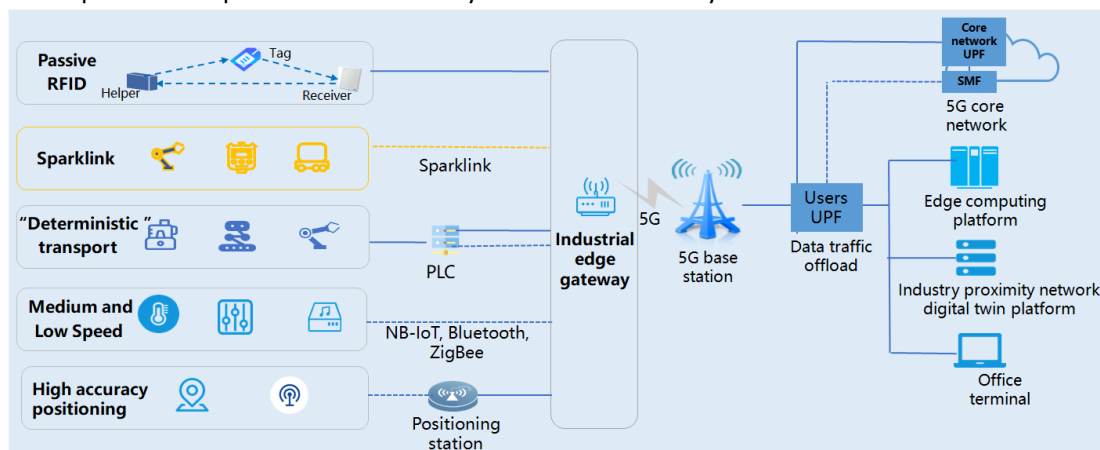 Passive
RFID
Tag
Helper
Receiver
Sparklink
Sparklink
"Deterministic "
transport
PLC
Medium and
Low Speed
NB-IoT, Bluetooth,
ZigBee
High accuracy
positioning
Positioning
station
Industrial
edge
gateway
5G
5G base
station
Users
UPF
Data traffic
offload
Core
network
UPF
SMF
5G core
network
Edge computing
platform
Industry proximity network
digital twin platform
Office
terminal